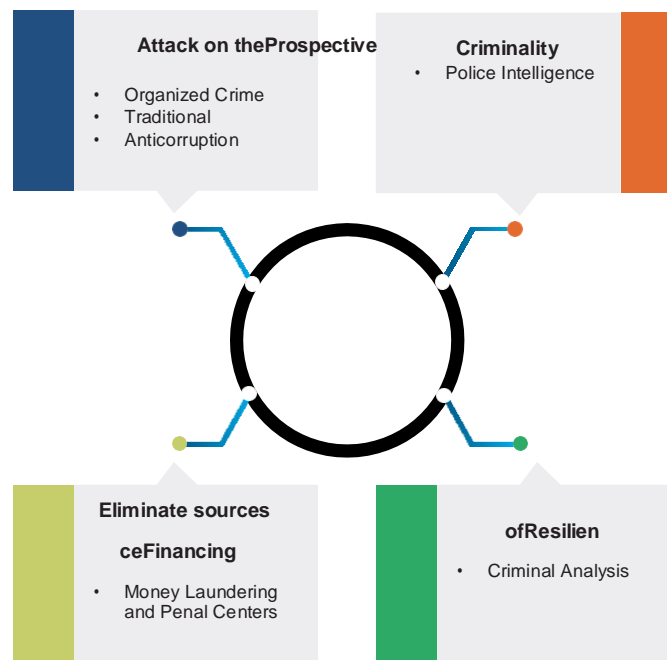 Attack on theProspective
• Organized Crime
• Traditional
• Anticorruption
Criminality
• Police Intelligence
Eliminate sources
ceFinancing
• Money Laundering
and Penal Centers
ofResilien
• Criminal Analysis